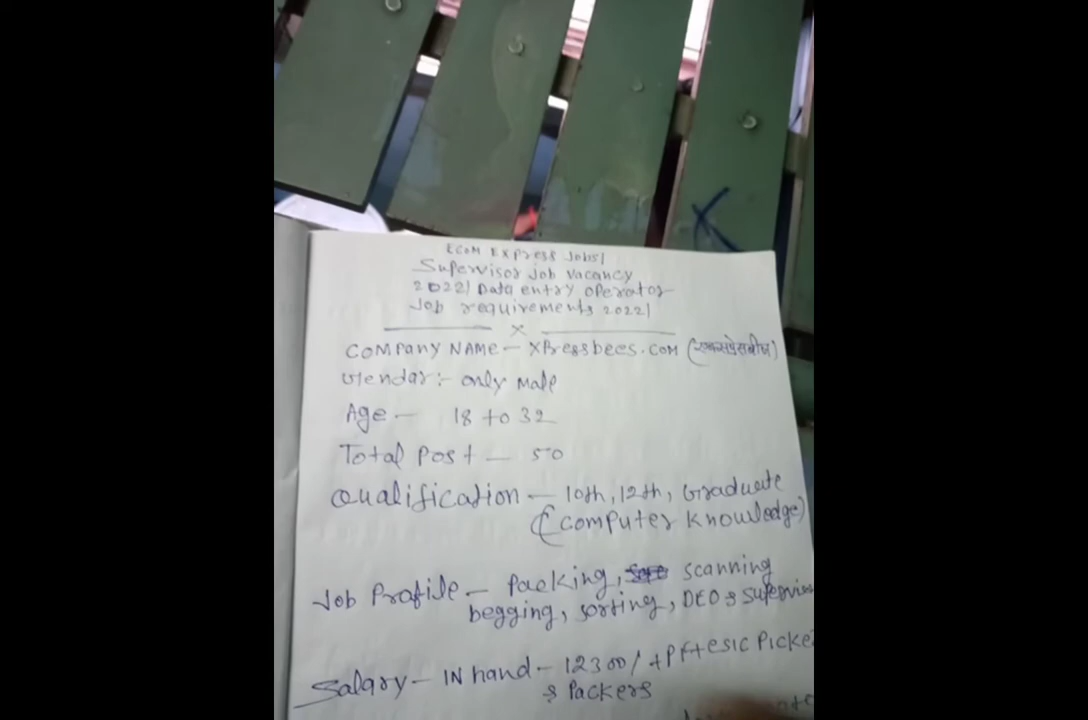 ECOM EXPress Jobs|
Supervisor Job vacancy
2022| Data entry operator
Job requirements 2022|
X
COMPany NAME - XPressbees.COM (एक्सप्रेसबीज)
Gendar :- only Male
Age - 18 to 32
Total Post - 50
Qualification - 10th, 12th, Graduate
(computer knowledge)
Job Profile - Packing, scanning
begging, sorting, DEO & Supervisor
Salary - IN hand - 12300/ +PF+esic Picker
& Packers